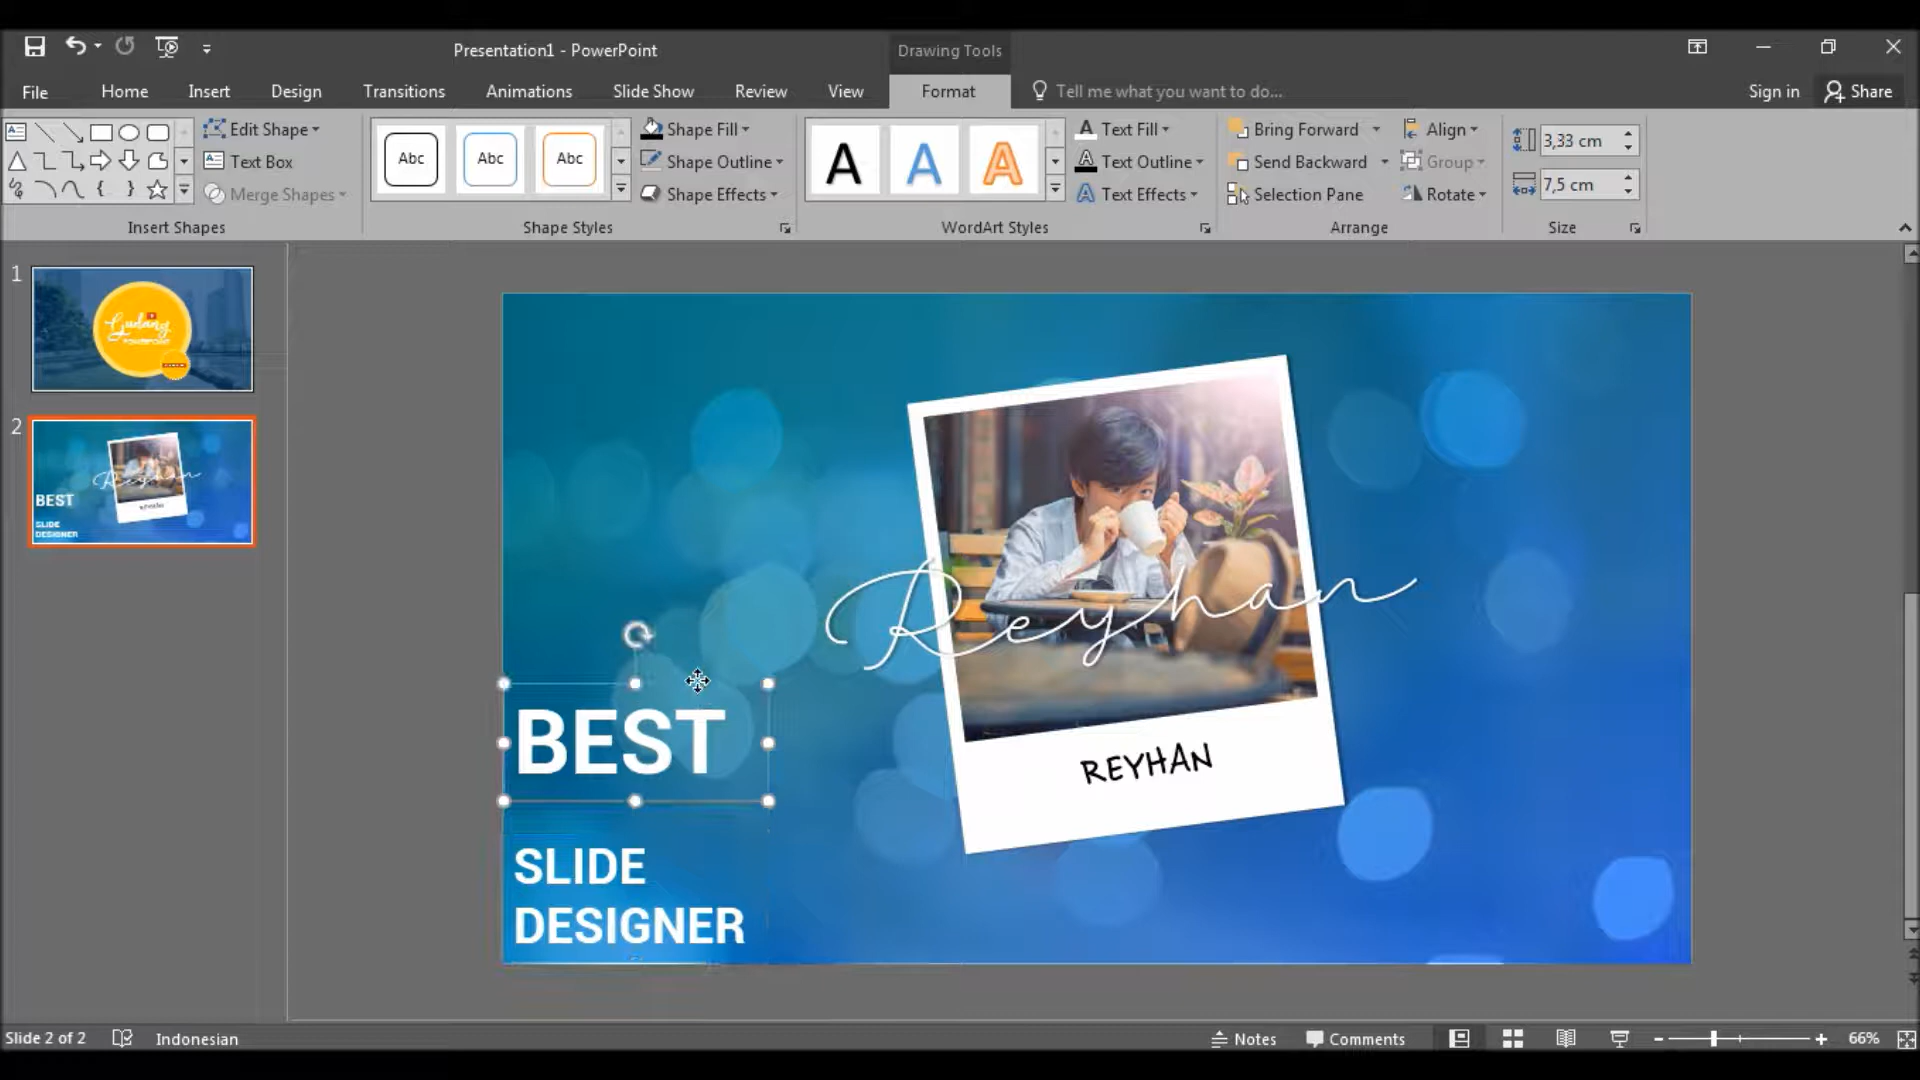 Presentation1 - PowerPoint
Drawing Tools
File
Home
Insert
Design
Transitions
Animations
Slide Show
Review
View
Format
Tell me what you want to do...
Sign in
Share
Edit Shape
Text Box
Merge Shapes
Insert Shapes
Abc
Abc
Abc
Shape Fill
Shape Outline
Shape Effects
Shape Styles
A
A
A
Text Fill
Text Outline
Text Effects
WordArt Styles
Bring Forward
Send Backward
Selection Pane
Align
Group
Rotate
Arrange
3,33 cm
7,5 cm
Size
1
Gudang
POWERPOINT
2
Reyhan
BEST
SLIDE
DESIGNER
Reyhan
REYHAN
BEST
SLIDE
DESIGNER
Slide 2 of 2
Indonesian
Notes
Comments
66%